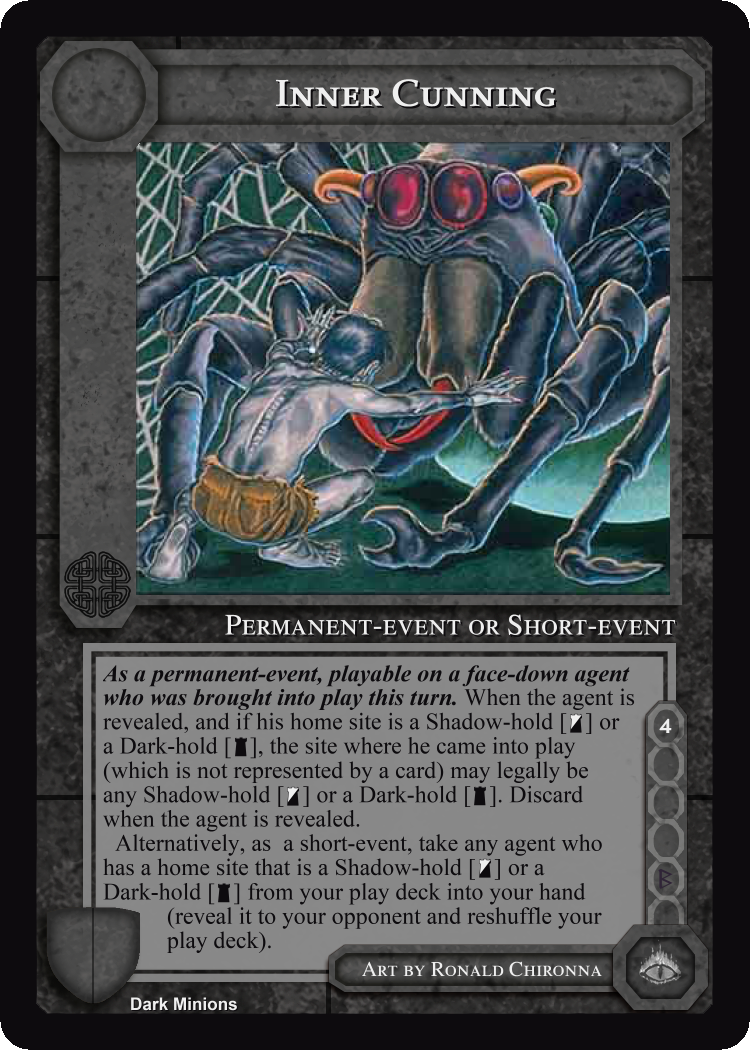 INNER CUNNING
PERMANENT-EVENT OR SHORT-EVENT
As a permanent-event, playable on a face-down agent
who was brought into play this turn. When the agent is
revealed, and if his home site is a Shadow-hold [ ] or
a Dark-hold [ ], the site where he came into play
(which is not represented by a card) may legally be
any Shadow-hold [ ] or a Dark-hold [ ]. Discard
when the agent is revealed.
Alternatively, as a short-event, take any agent who
has a home site that is a Shadow-hold [ ] or a
Dark-hold [ ] from your play deck into your hand
(reveal it to your opponent and reshuffle your
play deck).
4
B
ART BY RONALD CHIRONNA
Dark Minions